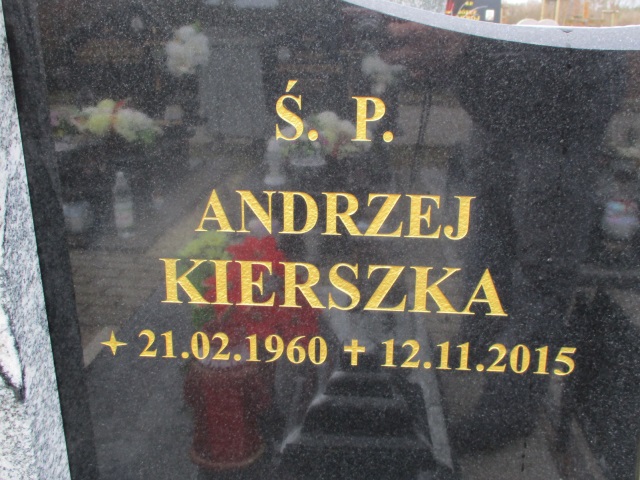 Ś. P.
ANDRZEJ
KIERSZKA
✦ 21.02.1960 ✝ 12.11.2015